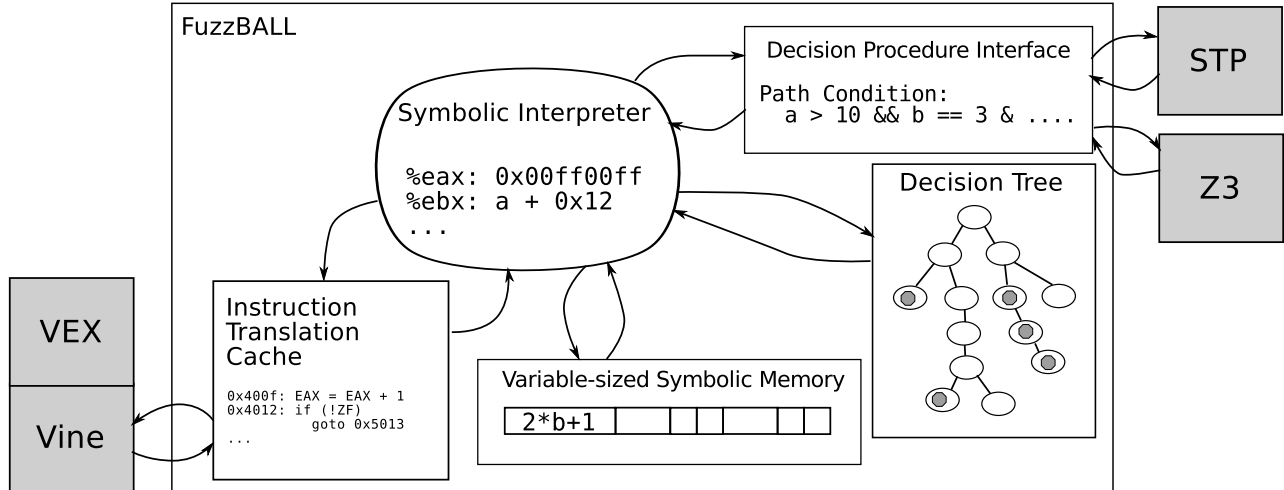 FuzzBALL
Decision Procedure Interface
Path Condition:
a > 10 && b == 3 & ....
STP
Z3
Symbolic Interpreter
%eax: 0x00ff00ff
%ebx: a + 0x12
...
Decision Tree
VEX
Vine
Instruction
Translation
Cache
0x400f: EAX = EAX + 1
0x4012: if (!ZF)
goto 0x5013
...
Variable-sized Symbolic Memory
2*b+1